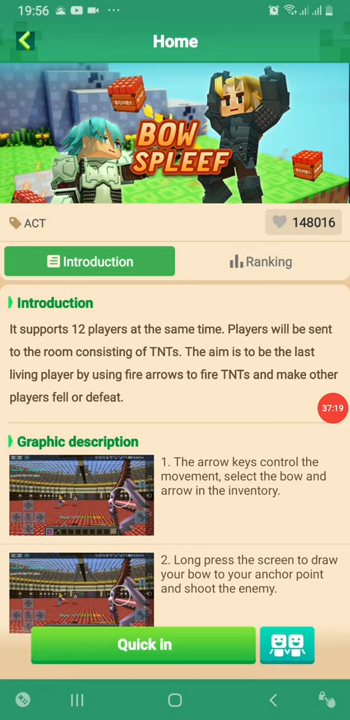 19:56
Home
BOW
SPLEEF
ACT
148016
Introduction
Ranking
Introduction
It supports 12 players at the same time. Players will be sent
to the room consisting of TNTs. The aim is to be the last
living player by using fire arrows to fire TNTs and make other
players fell or defeat.
37:19
Graphic description
1. The arrow keys control the
movement, select the bow and
arrow in the inventory.
2. Long press the screen to draw
your bow to your anchor point
and shoot the enemy.
Quick in